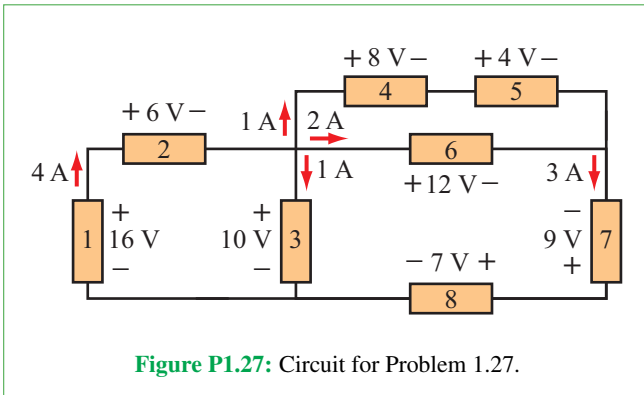 + 8 V −
+ 4 V −
4
5
+ 6 V −
1 A
2 A
2
6
4 A
1 A
+ 12 V −
3 A
+
+
−
1
16 V
10 V
3
9 V
7
−
−
− 7 V +
+
8
Figure P1.27: Circuit for Problem 1.27.